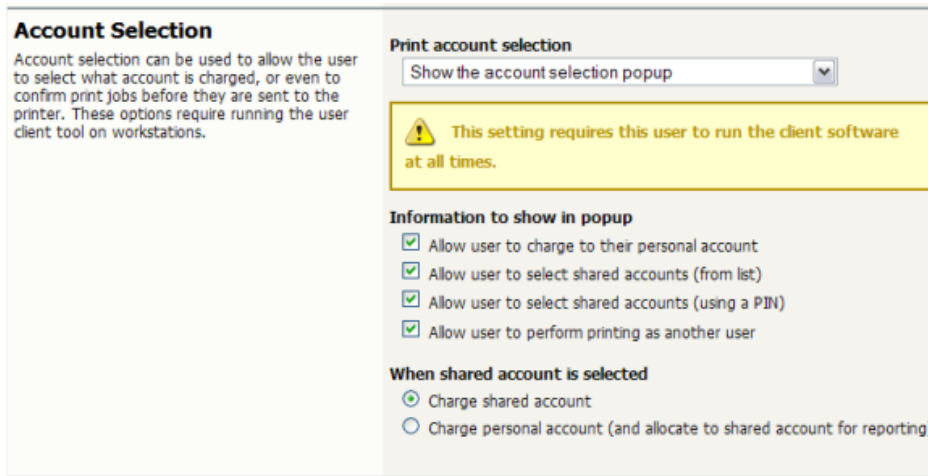 Account Selection
Account selection can be used to allow the user
to select what account is charged, or even to
confirm print jobs before they are sent to the
printer. These options require running the user
client tool on workstations.
Print account selection
Show the account selection popup
This setting requires this user to run the client software
at all times.
Information to show in popup
Allow user to charge to their personal account
Allow user to select shared accounts (from list)
Allow user to select shared accounts (using a PIN)
Allow user to perform printing as another user
When shared account is selected
Charge shared account
Charge personal account (and allocate to shared account for reporting)